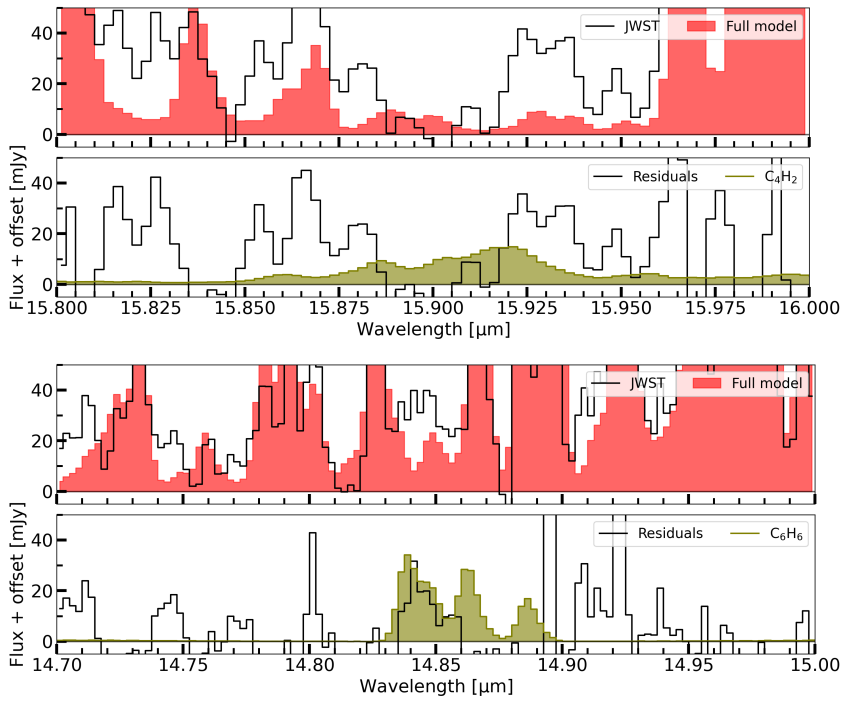 40
20
0
JWST Full model
40
20
0
Residuals C₄H₂
15.800 15.825 15.850 15.875 15.900 15.925 15.950 15.975 16.000
Wavelength [µm]
Flux + offset [mJy]
40
20
0
JWST Full model
40
20
0
Residuals C₆H₆
14.70 14.75 14.80 14.85 14.90 14.95 15.00
Wavelength [µm]
Flux + offset [mJy]